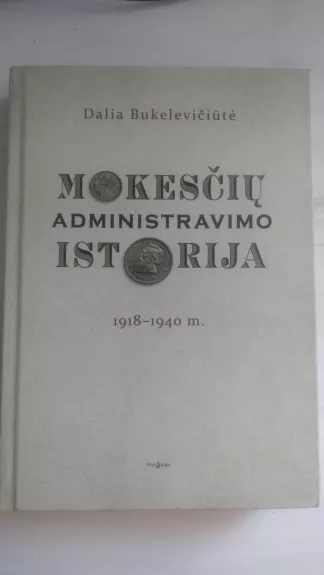 Dalia Bukelevičiūtė
MOKESČIŲ
ADMINISTRAVIMO
ISTORIJA
1918–1940 m.